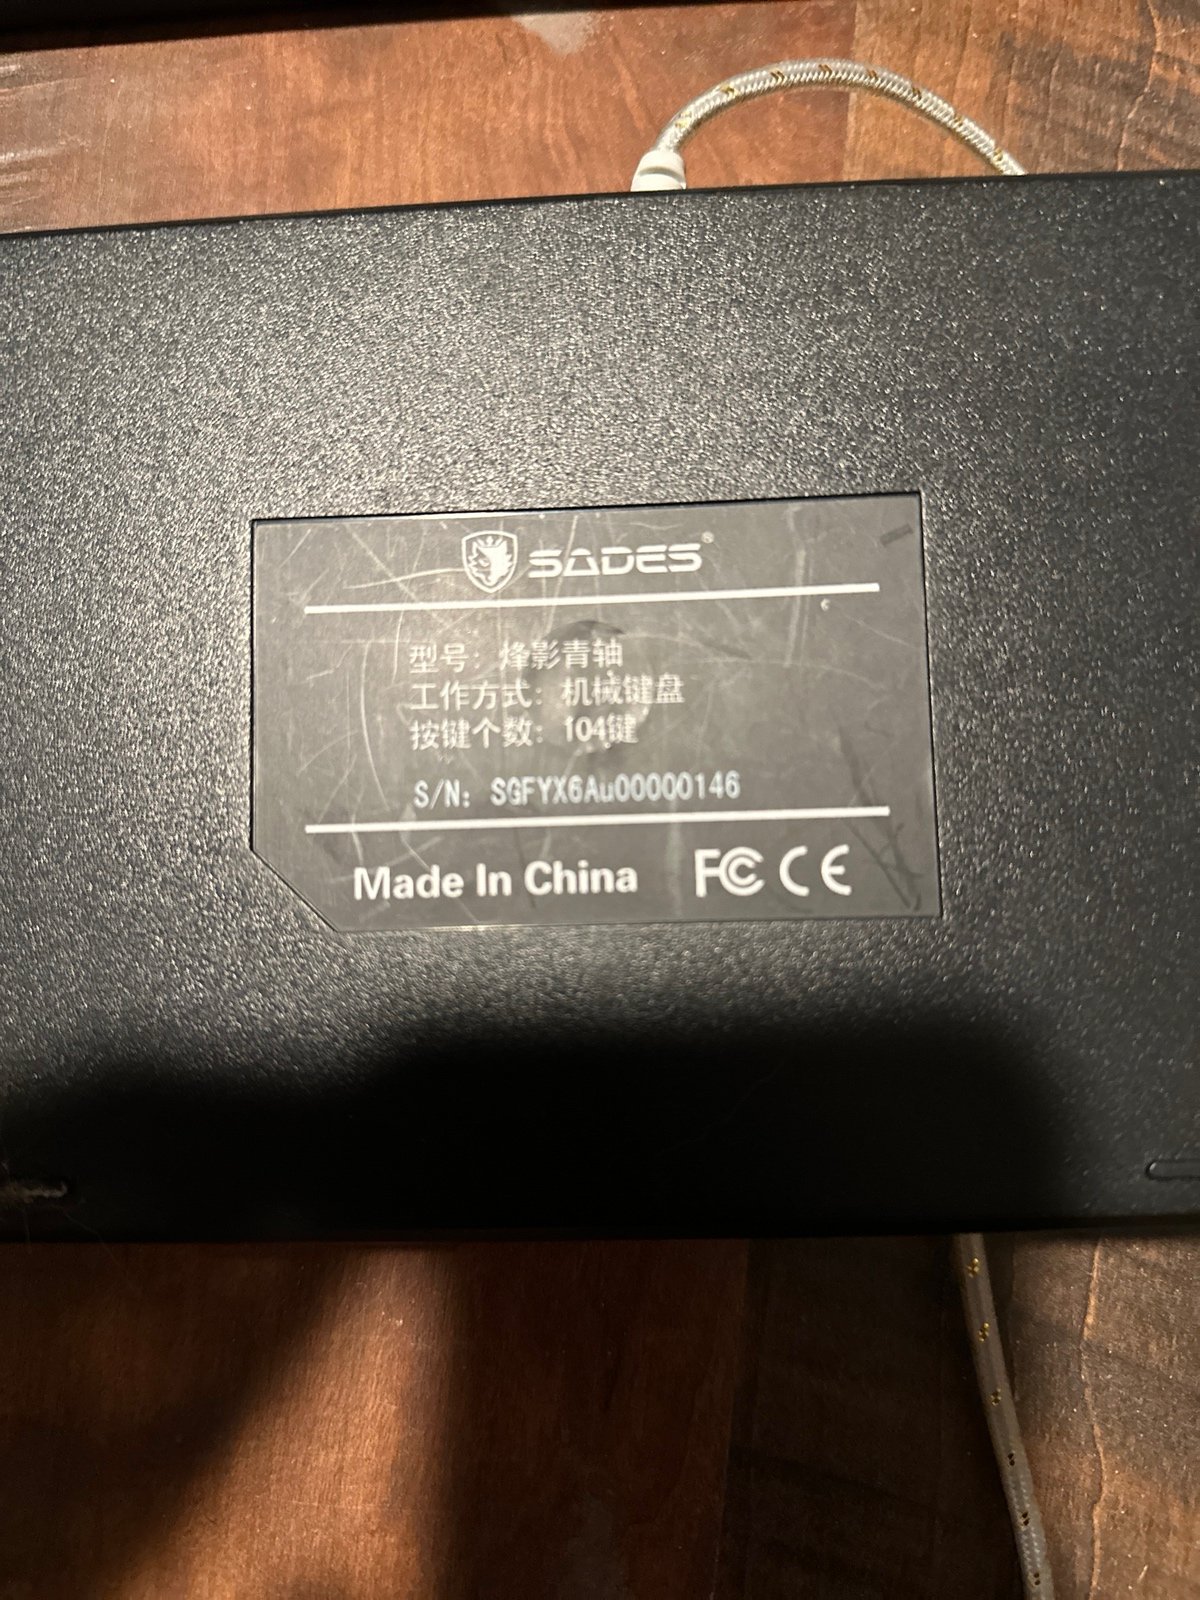 SADES®
型号：烽影青轴
工作方式：机械键盘
按键个数：104键
S/N: SGFYX6Au00000146
Made In China FC CE